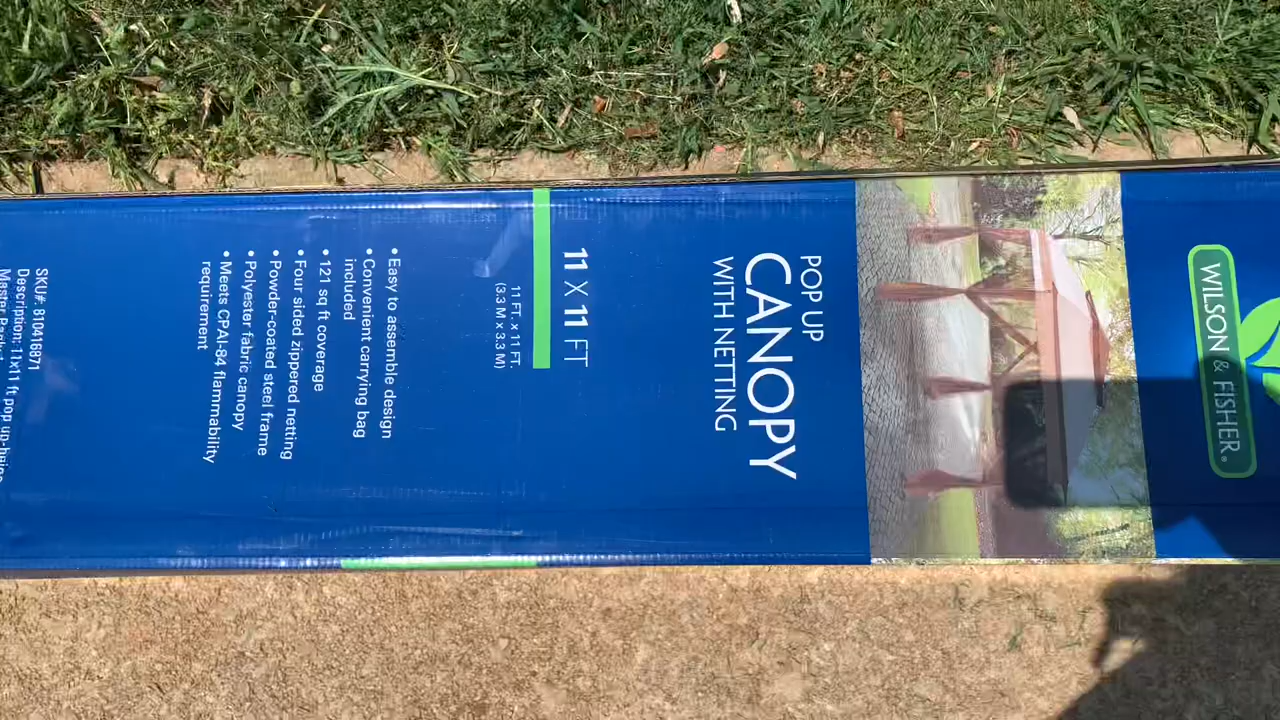 WILSON & FISHER®
POP UP
CANOPY
WITH NETTING
11 X 11 FT
11 FT. x 11 FT.
(3.3 M x 3.3 M)
• Easy to assemble design
• Convenient carrying bag
included
• 121 sq ft coverage
• Four sided zippered netting
• Powder-coated steel frame
• Polyester fabric canopy
• Meets CPAI-84 flammability
requirement
SKU#: 810416871
Description: 11x11 ft pop up-beige